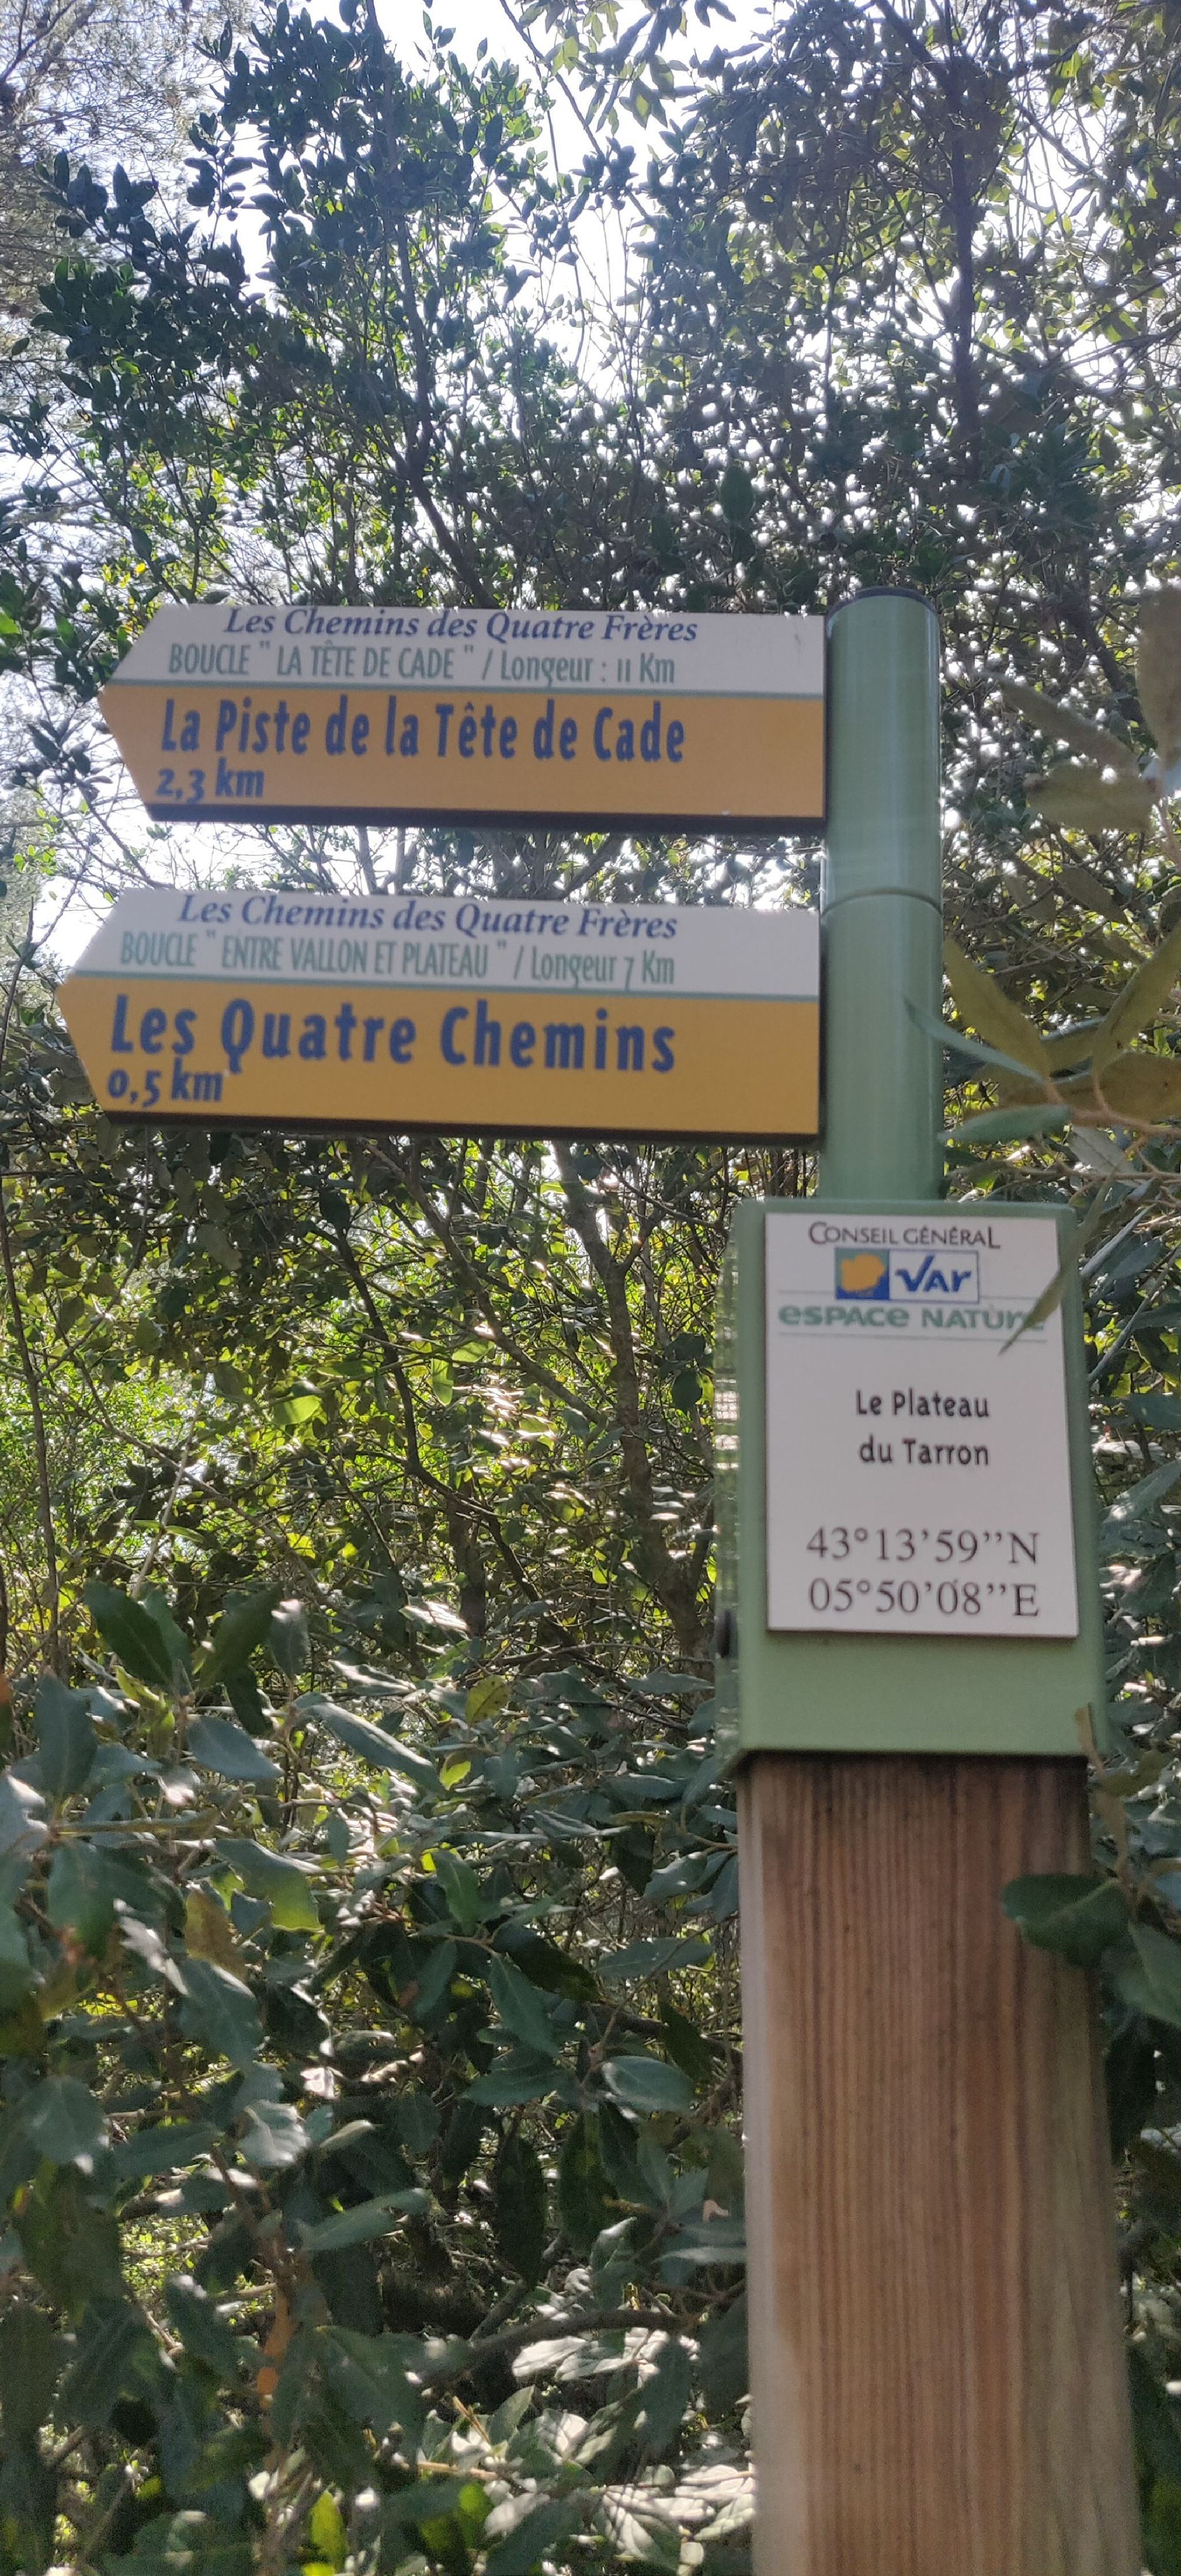 Les Chemins des Quatre Frères
BOUCLE " LA TÊTE DE CADE " / Longeur : 11 Km
La Piste de la Tête de Cade
2,3 km
Les Chemins des Quatre Frères
BOUCLE " ENTRE VALLON ET PLATEAU " / Longeur 7 Km
Les Quatre Chemins
0,5 km
CONSEIL GÉNÉRAL
VAR
ESPACE NATURE
Le Plateau
du Tarron
43°13’59’’N
05°50’08’’E